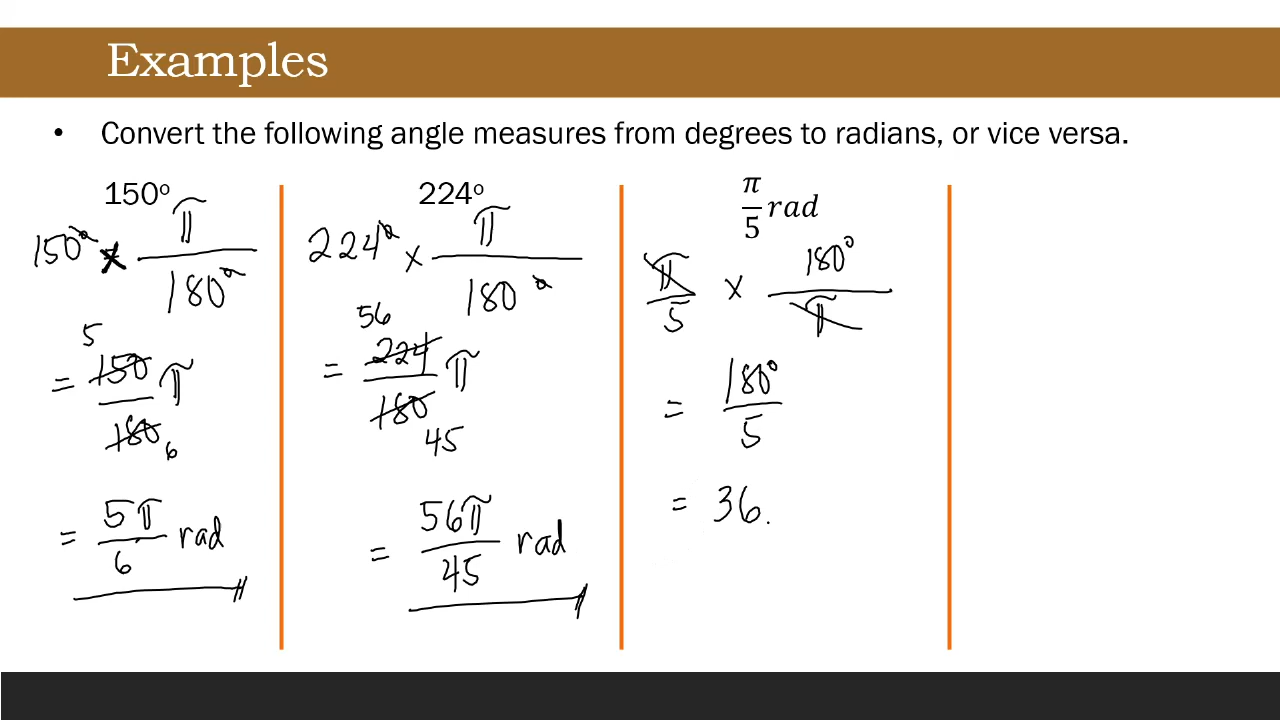 Examples
• Convert the following angle measures from degrees to radians, or vice versa.
150°
150° × π/180°
5
= 150/180 π
6
= 5π/6 rad
224°
224° × π/180°
56
= 224/180 π
45
= 56π/45 rad
π/5 rad
π/5 × 180°/π
= 180°/5
= 36.